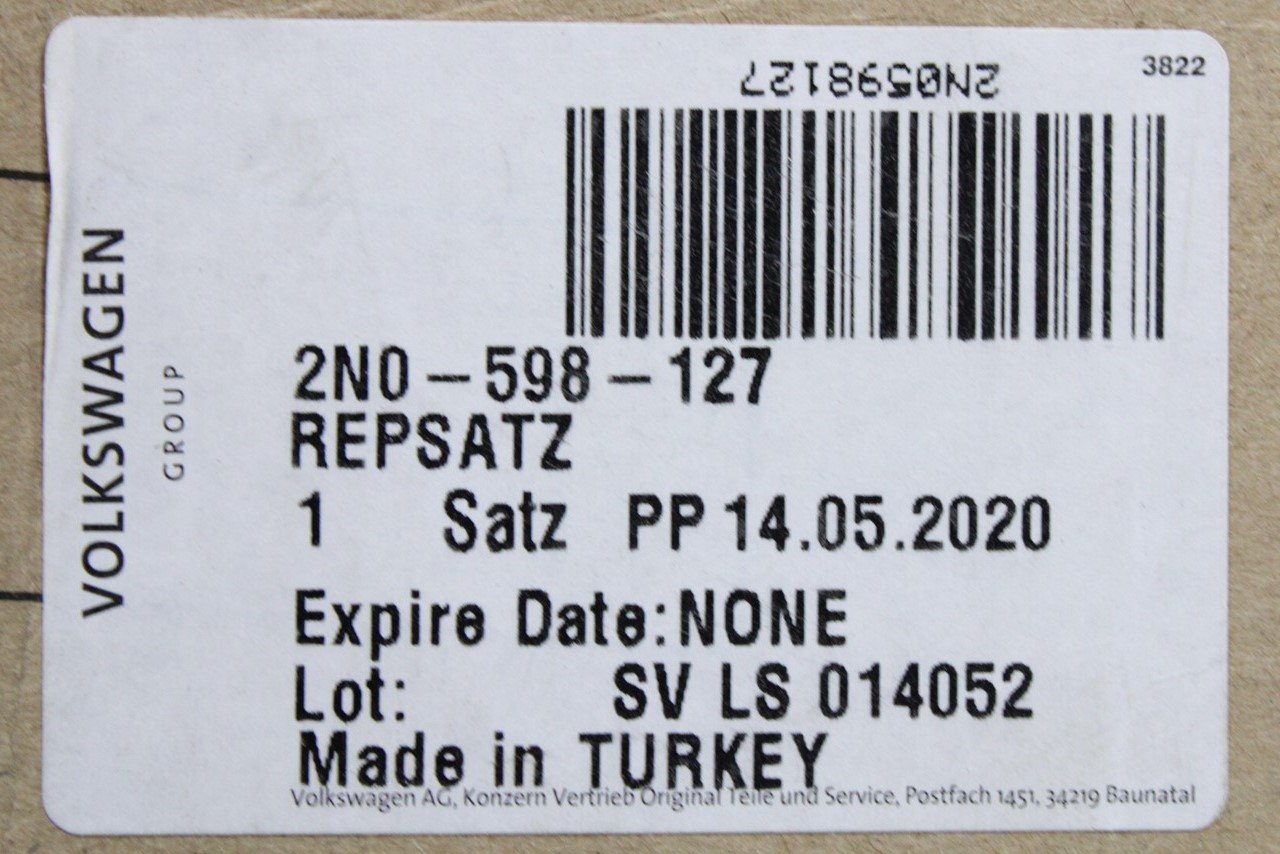 3822
2N0598127
VOLKSWAGEN
GROUP
2N0-598-127
REPSATZ
1 Satz PP 14.05.2020
Expire Date:NONE
Lot: SV LS 014052
Made in TURKEY
Volkswagen AG, Konzern Vertrieb Original Teile und Service, Postfach 1451, 34219 Baunatal